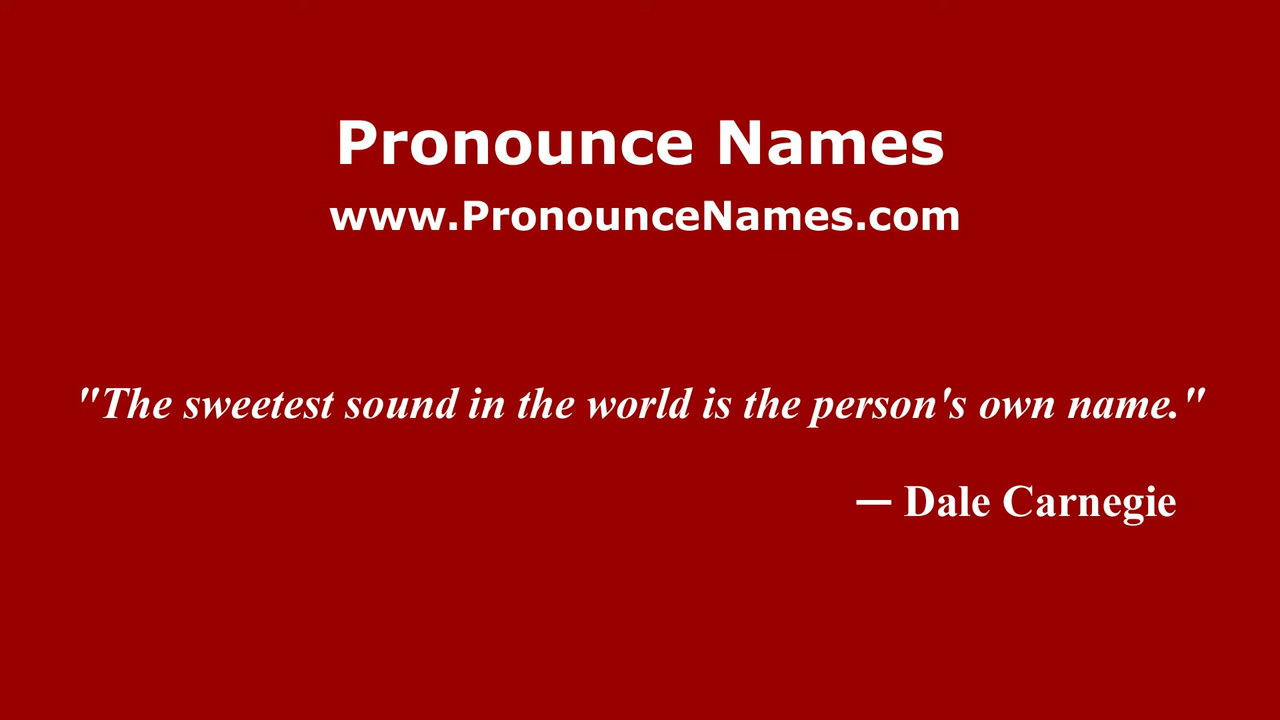 Pronounce Names
www.PronounceNames.com
"The sweetest sound in the world is the person's own name."
— Dale Carnegie